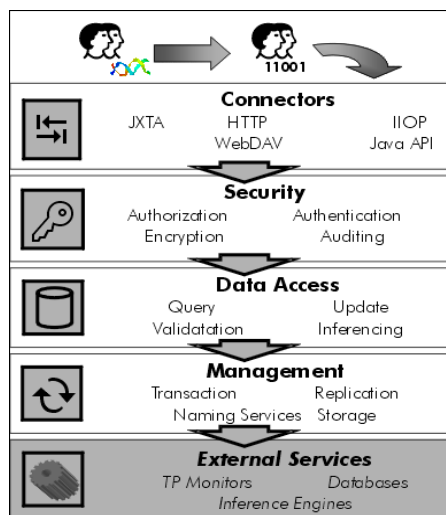 11001
Connectors
JXTA HTTP IIOP
WebDAV Java API
Security
Authorization Authentication
Encryption Auditing
Data Access
Query Update
Validatation Inferencing
Management
Transaction Replication
Naming Services Storage
External Services
TP Monitors Databases
Inference Engines